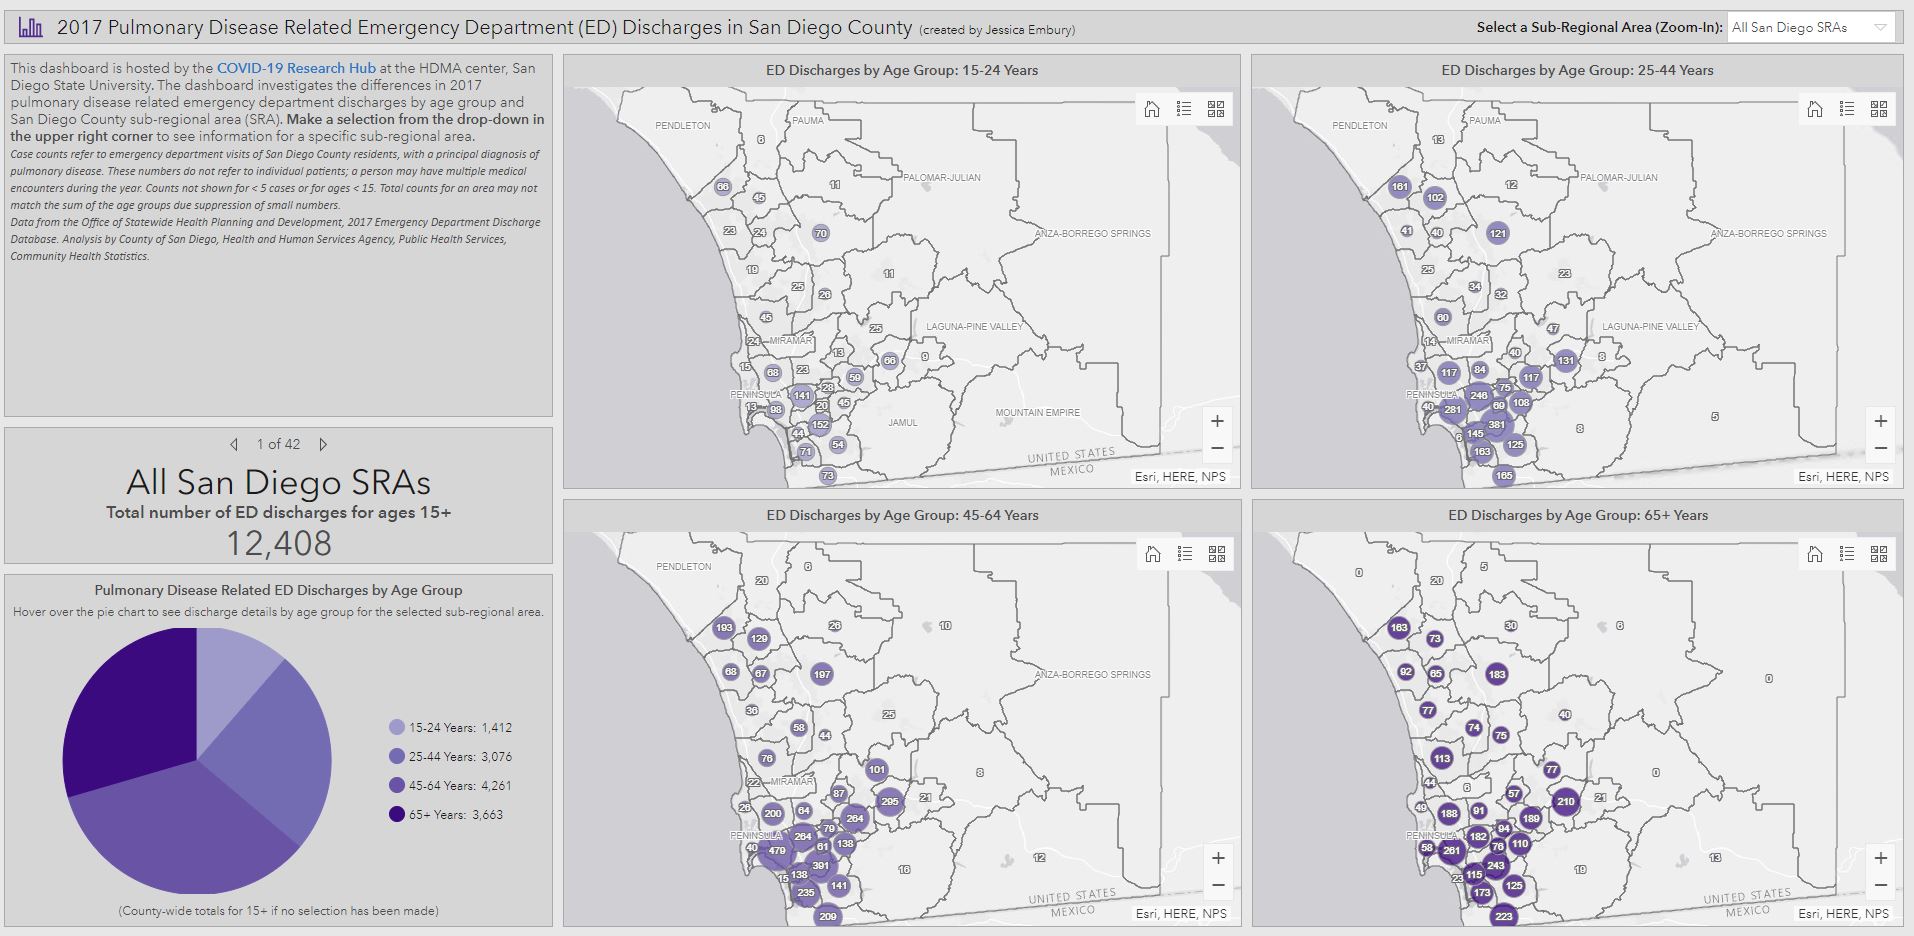 2017 Pulmonary Disease Related Emergency Department (ED) Discharges in San Diego County (created by Jessica Embury)
Select a Sub-Regional Area (Zoom-In): All San Diego SRAs
This dashboard is hosted by the COVID-19 Research Hub at the HDMA center, San
Diego State University. The dashboard investigates the differences in 2017
pulmonary disease related emergency department discharges by age group and
San Diego County sub-regional area (SRA). Make a selection from the drop-down in
the upper right corner to see information for a specific sub-regional area.
Case counts refer to emergency department visits of San Diego County residents, with a principal diagnosis of
pulmonary disease. These numbers do not refer to individual patients; a person may have multiple medical
encounters during the year. Counts not shown for < 5 cases or for ages < 15. Total counts for an area may not
match the sum of the age groups due suppression of small numbers.
Data from the Office of Statewide Health Planning and Development, 2017 Emergency Department Discharge
Database. Analysis by County of San Diego, Health and Human Services Agency, Public Health Services,
Community Health Statistics.
1 of 42
All San Diego SRAs
Total number of ED discharges for ages 15+
12,408
Pulmonary Disease Related ED Discharges by Age Group
Hover over the pie chart to see discharge details by age group for the selected sub-regional area.
15-24 Years: 1,412
25-44 Years: 3,076
45-64 Years: 4,261
65+ Years: 3,663
(County-wide totals for 15+ if no selection has been made)
ED Discharges by Age Group: 15-24 Years
PENDLETON
PAUMA
6
PALOMAR-JULIAN
11
66
45
23
24
70
ANZA-BORREGO SPRINGS
19
11
25
26
45
LAGUNA-PINE VALLEY
25
24
MIRAMAR
13
66
9
15
68
23
59
28
PENINSULA
141
20
45
13
98
MOUNTAIN EMPIRE
JAMUL
152
44
54
71
73
UNITED STATES
MEXICO
+
−
Esri, HERE, NPS
ED Discharges by Age Group: 25-44 Years
PENDLETON
PAUMA
13
PALOMAR-JULIAN
12
161
102
41
40
121
ANZA-BORREGO SPRINGS
25
23
34
32
60
LAGUNA-PINE VALLEY
47
14
MIRAMAR
40
131
8
37
117
84
117
75
PENINSULA
246
69
108
40
281
5
381
8
6
145
125
163
165
UNITED STATES
MEXICO
+
−
Esri, HERE, NPS
ED Discharges by Age Group: 45-64 Years
PENDLETON
6
20
26
10
193
129
68
67
197
ANZA-BORREGO SPRINGS
36
25
58
44
76
101
8
22
MIRAMAR
87
295
21
26
200
64
264
79
PENINSULA
264
61
138
40
479
12
391
16
15
138
141
235
209
UNITED STATES
MEXICO
+
−
Esri, HERE, NPS
ED Discharges by Age Group: 65+ Years
0
5
20
30
6
163
73
92
65
183
0
77
40
74
75
113
77
0
44
6
57
210
21
49
188
91
189
94
PENINSULA
182
76
110
58
261
13
243
19
23
115
125
173
223
UNITED STATES
MEXICO
+
−
Esri, HERE, NPS